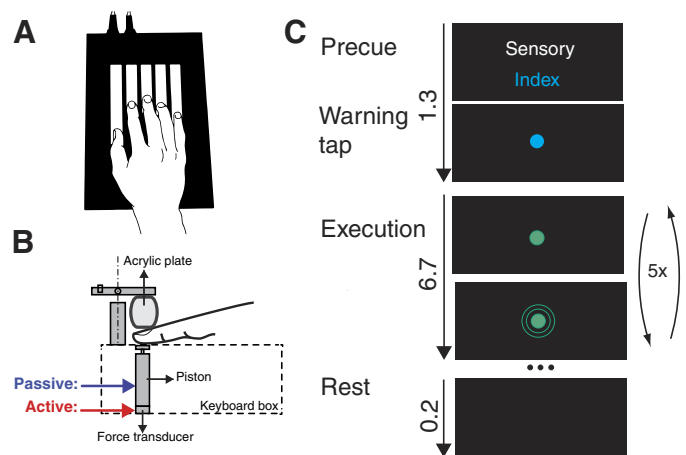 A
B
Acrylic plate
Passive:
Piston
Active:
Keyboard box
Force transducer
C
Precue
Sensory
Index
1.3
Warning
tap
Execution
6.7
5x
Rest
0.2